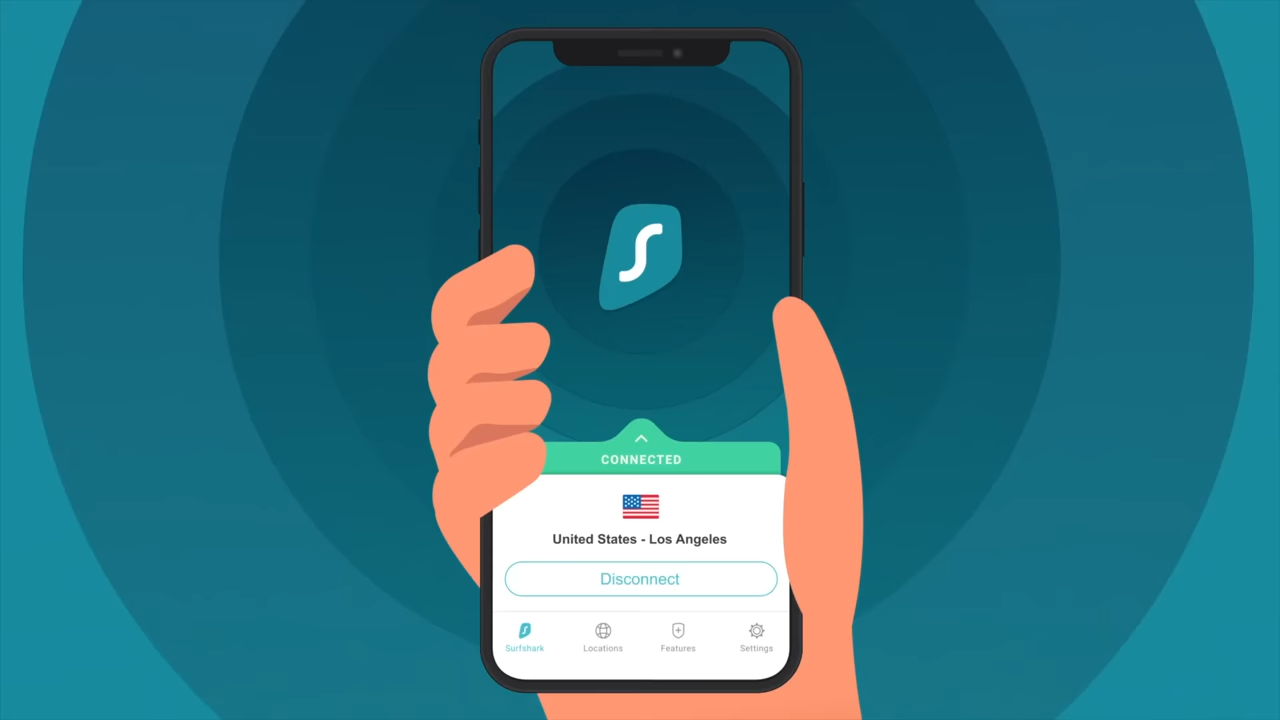 CONNECTED
United States - Los Angeles
Disconnect
Surfshark Locations Features Settings